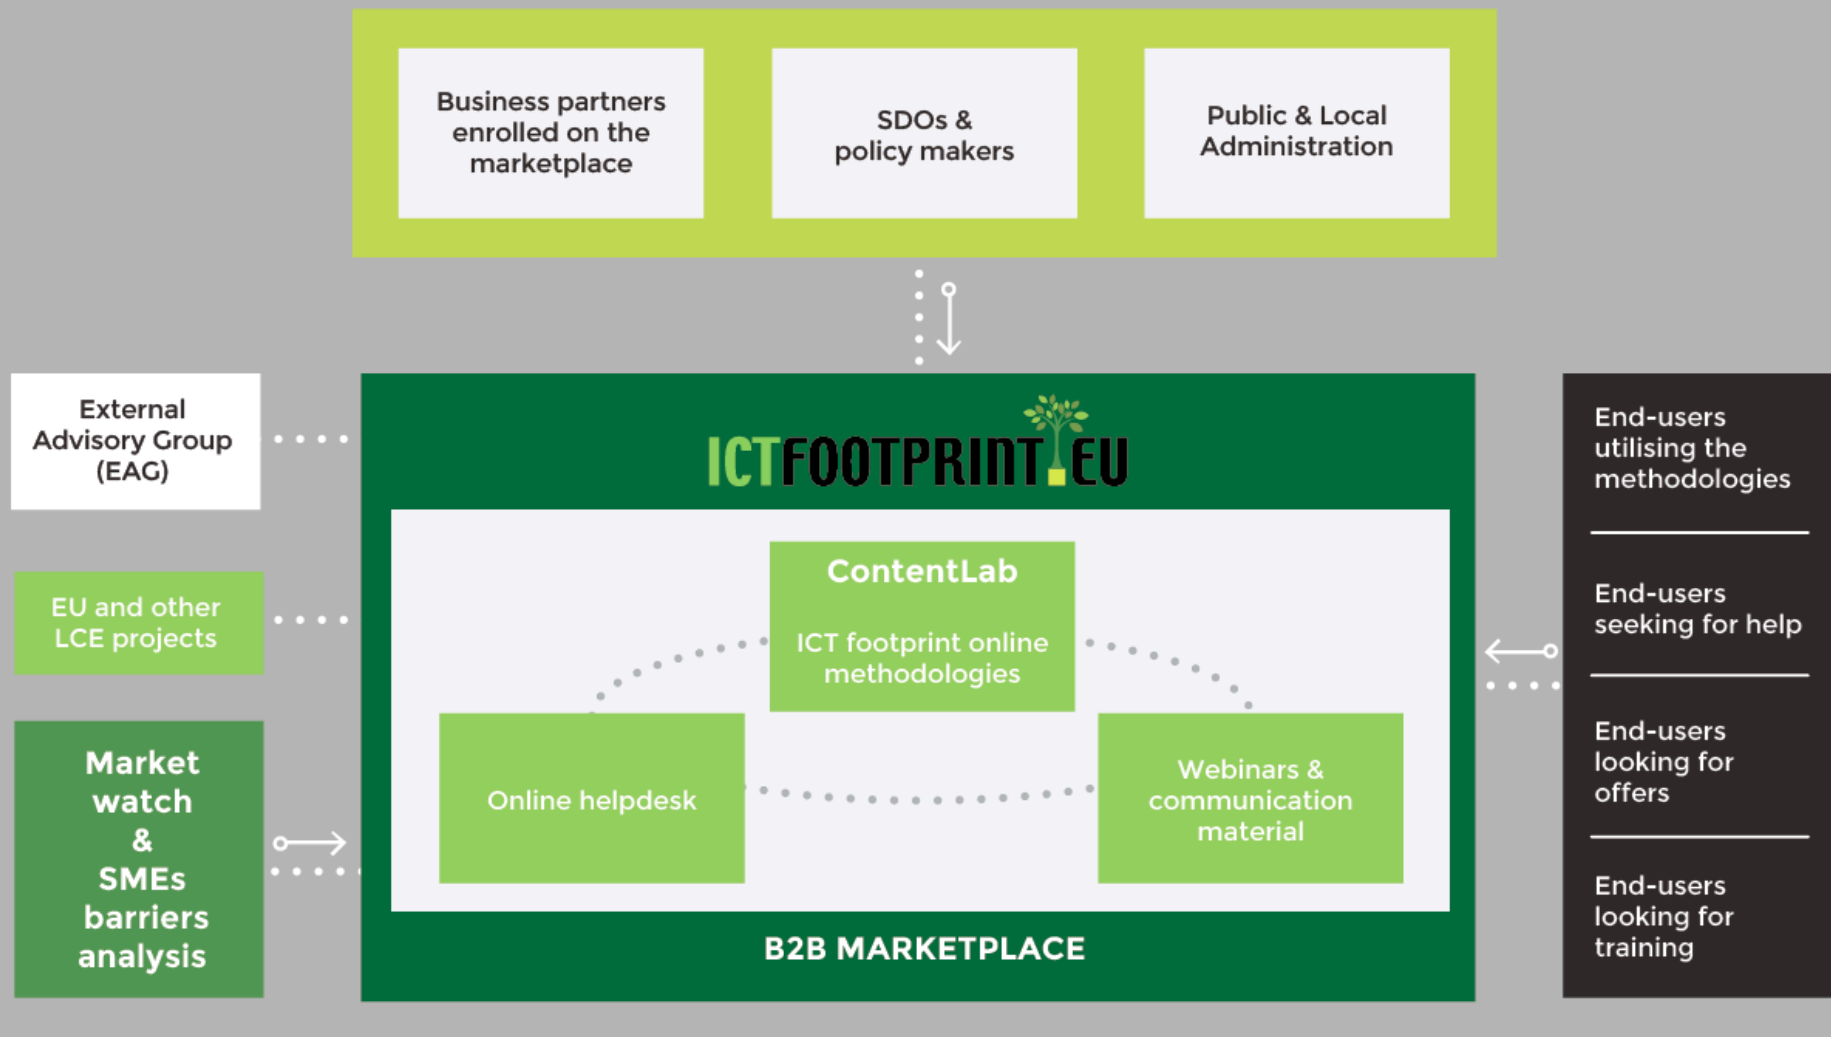 Business partners
enrolled on the
marketplace
SDOs &
policy makers
Public & Local
Administration
External
Advisory Group
(EAG)
EU and other
LCE projects
Market
watch
&
SMEs
barriers
analysis
ICTFOOTPRINT.EU
ContentLab
ICT footprint online
methodologies
Online helpdesk
Webinars &
communication
material
B2B MARKETPLACE
End-users
utilising the
methodologies
End-users
seeking for help
End-users
looking for
offers
End-users
looking for
training